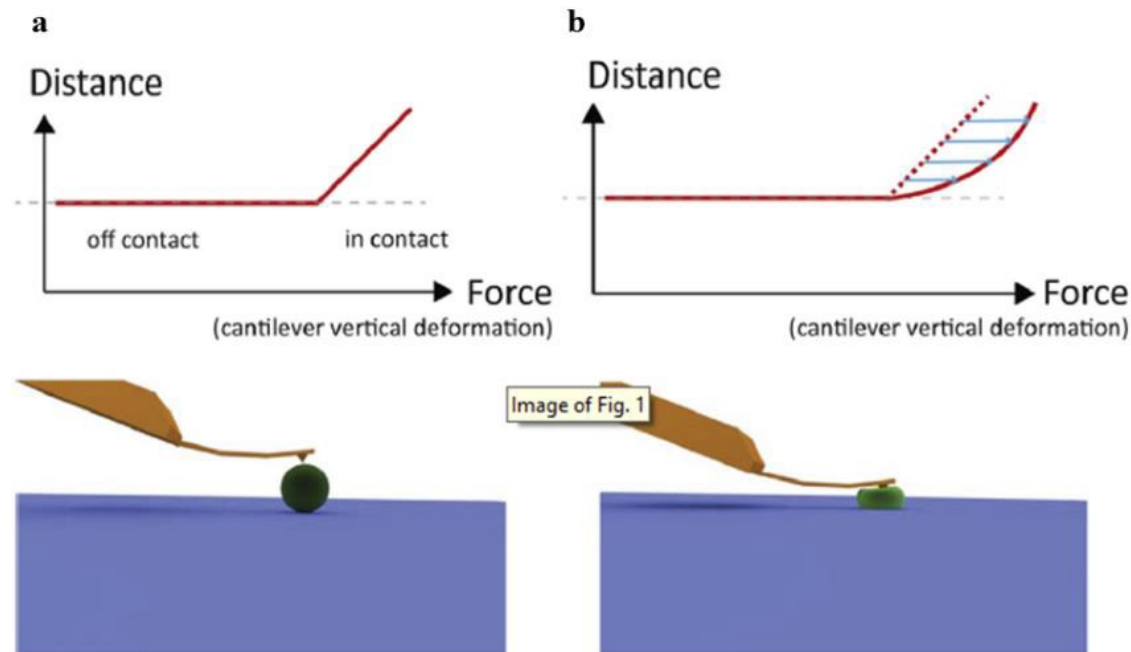 a
b
Distance
off contact
in contact
Force
(cantilever vertical deformation)
Distance
Force
(cantilever vertical deformation)
Image of Fig. 1